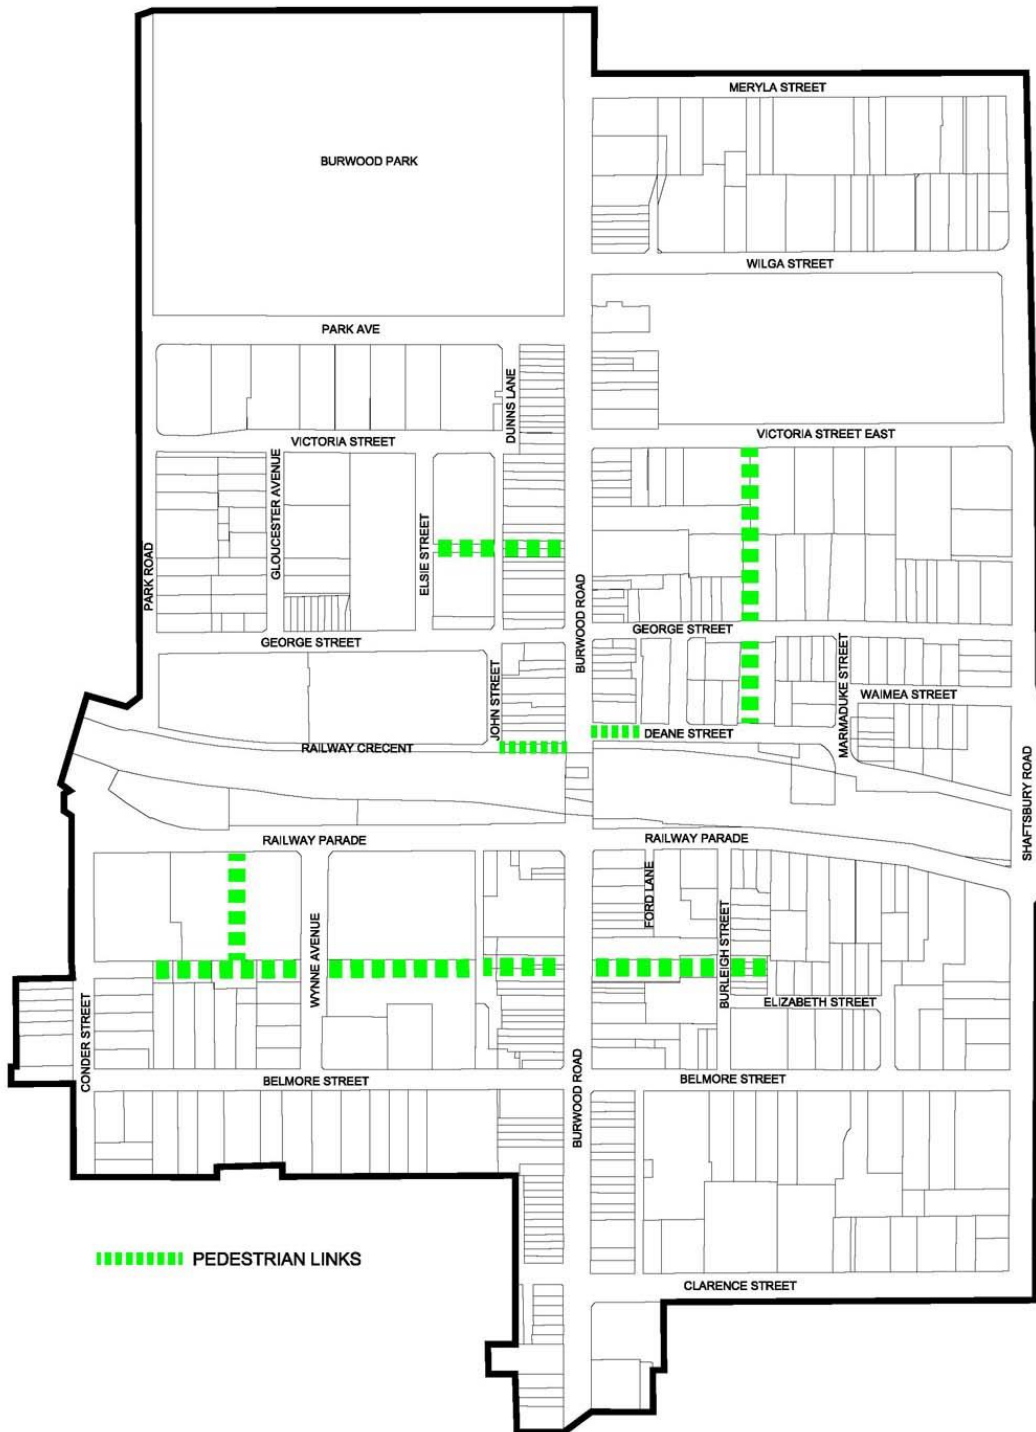 MERYLA STREET
BURWOOD PARK
WILGA STREET
PARK AVE
DUNNS LANE
VICTORIA STREET EAST
VICTORIA STREET
GLOUCESTER AVENUE
ELSIE STREET
PARK ROAD
BURWOOD ROAD
GEORGE STREET
GEORGE STREET
MARMADUKE STREET
WAIMEA STREET
JOHN STREET
DEANE STREET
RAILWAY CRECENT
SHAFTSBURY ROAD
RAILWAY PARADE
RAILWAY PARADE
FORD LANE
BURLEIGH STREET
WYNNE AVENUE
ELIZABETH STREET
CONDER STREET
BELMORE STREET
BURWOOD ROAD
BELMORE STREET
PEDESTRIAN LINKS
CLARENCE STREET